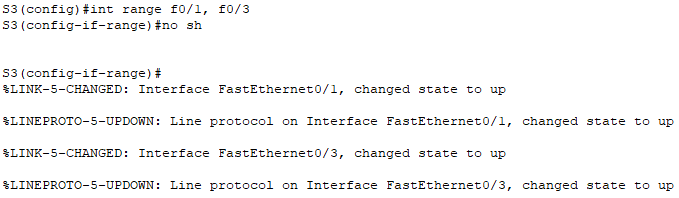 S3(config)#int range f0/1, f0/3
S3(config-if-range)#no sh
S3(config-if-range)#
%LINK-5-CHANGED: Interface FastEthernet0/1, changed state to up
%LINEPROTO-5-UPDOWN: Line protocol on Interface FastEthernet0/1, changed state to up
%LINK-5-CHANGED: Interface FastEthernet0/3, changed state to up
%LINEPROTO-5-UPDOWN: Line protocol on Interface FastEthernet0/3, changed state to up